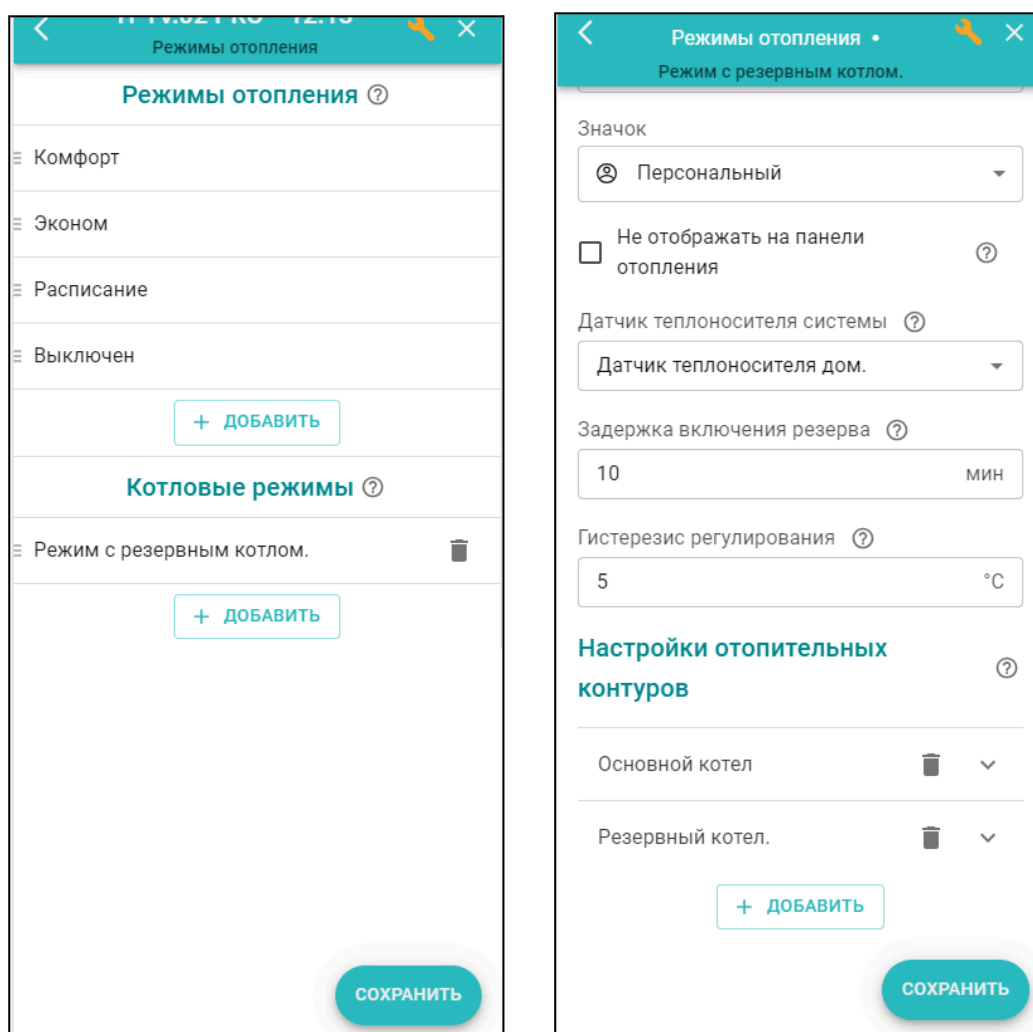 Режимы отопления
Режимы отопления
Комфорт
Эконом
Расписание
Выключен
+ ДОБАВИТЬ
Котловые режимы
Режим с резервным котлом.
+ ДОБАВИТЬ
СОХРАНИТЬ
Режимы отопления •
Режим с резервным котлом.
Значок
Персональный
Не отображать на панели
отопления
Датчик теплоносителя системы
Датчик теплоносителя дом.
Задержка включения резерва
10 мин
Гистерезис регулирования
5 °C
Настройки отопительных
контуров
Основной котел
Резервный котел.
+ ДОБАВИТЬ
СОХРАНИТЬ